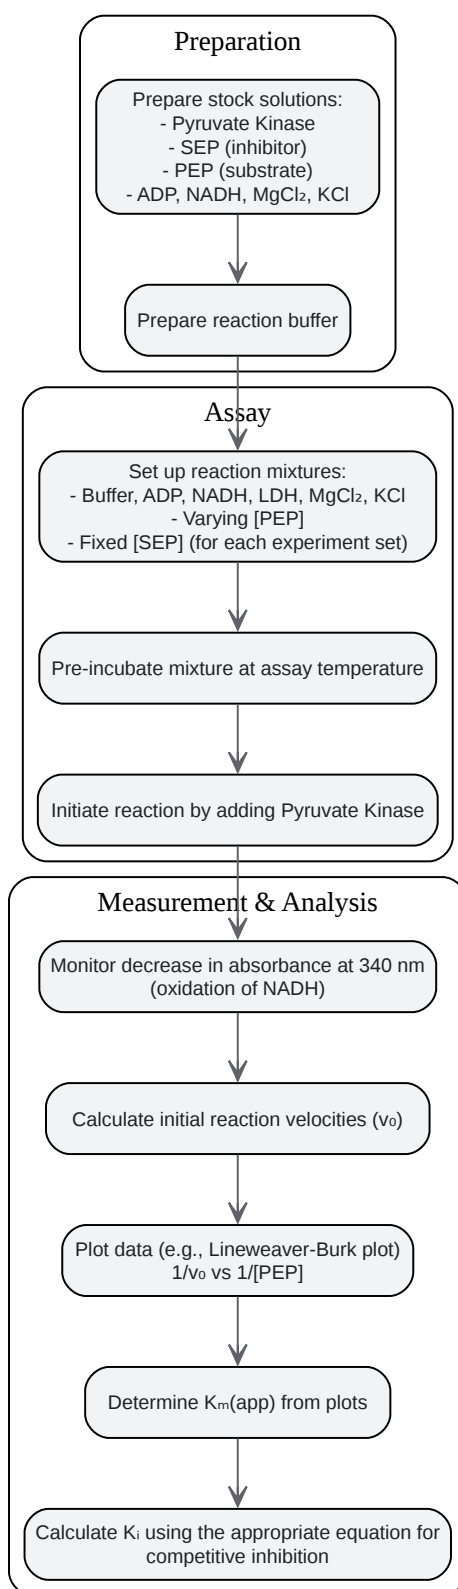 Preparation
Prepare stock solutions:
- Pyruvate Kinase
- SEP (inhibitor)
- PEP (substrate)
- ADP, NADH, MgCl₂, KCl
Prepare reaction buffer
Assay
Set up reaction mixtures:
- Buffer, ADP, NADH, LDH, MgCl₂, KCl
- Varying [PEP]
- Fixed [SEP] (for each experiment set)
Pre-incubate mixture at assay temperature
Initiate reaction by adding Pyruvate Kinase
Measurement & Analysis
Monitor decrease in absorbance at 340 nm
(oxidation of NADH)
Calculate initial reaction velocities (v₀)
Plot data (e.g., Lineweaver-Burk plot)
1/v₀ vs 1/[PEP]
Determine Kₘ(app) from plots
Calculate Kᵢ using the appropriate equation for
competitive inhibition